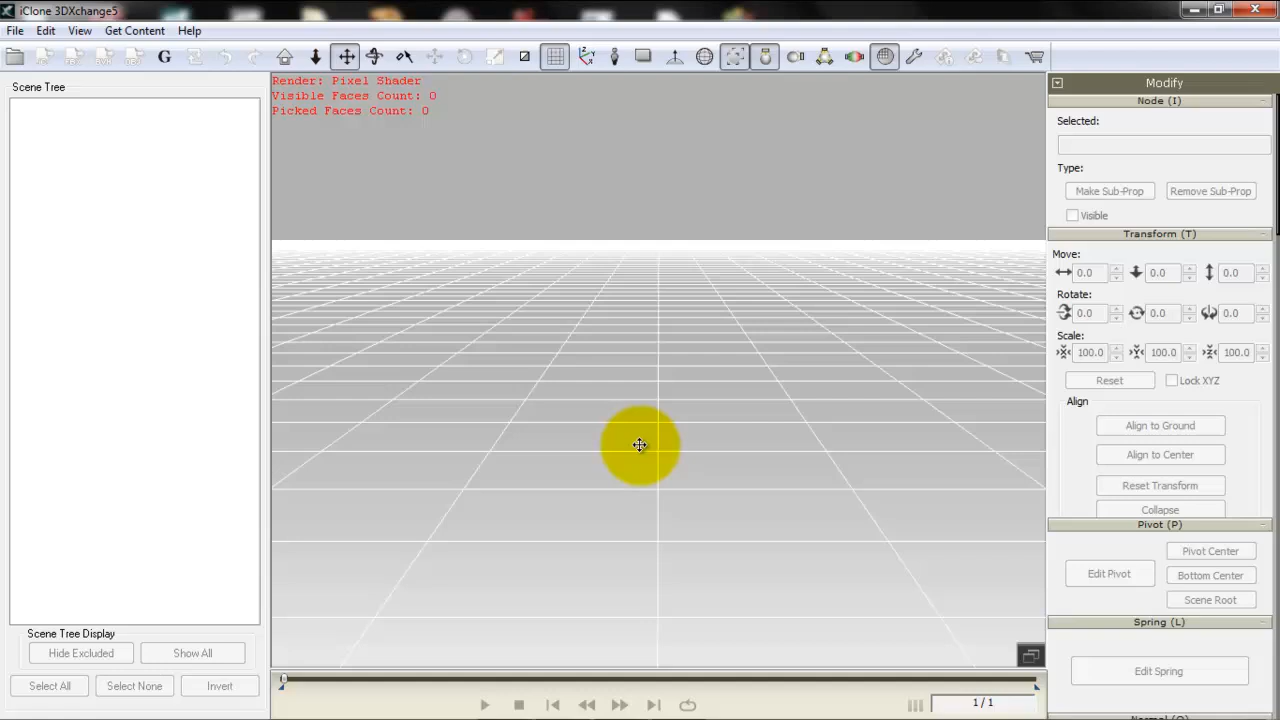 iClone 3DXchange5
File Edit View Get Content Help
G
Scene Tree
Render: Pixel Shader
Visible Faces Count: 0
Picked Faces Count: 0
Modify
Node (I)
Selected:
Type:
Make Sub-Prop Remove Sub-Prop
Visible
Transform (T)
Move:
0.0 0.0 0.0
Rotate:
0.0 0.0 0.0
Scale:
X 100.0 Y 100.0 Z 100.0
Reset Lock XYZ
Align
Align to Ground
Align to Center
Reset Transform
Collapse
Pivot (P)
Edit Pivot
Pivot Center
Bottom Center
Scene Root
Spring (L)
Edit Spring
Scene Tree Display
Hide Excluded Show All
Select All Select None Invert
1 / 1